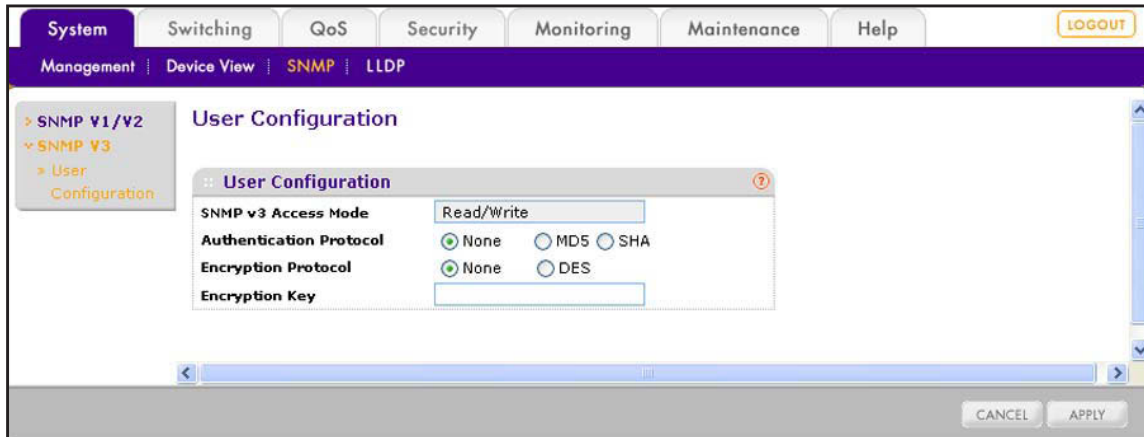 System Switching QoS Security Monitoring Maintenance Help LOGOUT
Management Device View SNMP LLDP
SNMP V1/V2
SNMP V3
» User
Configuration
User Configuration
User Configuration ?
SNMP v3 Access Mode Read/Write
Authentication Protocol None MD5 SHA
Encryption Protocol None DES
Encryption Key
CANCEL APPLY